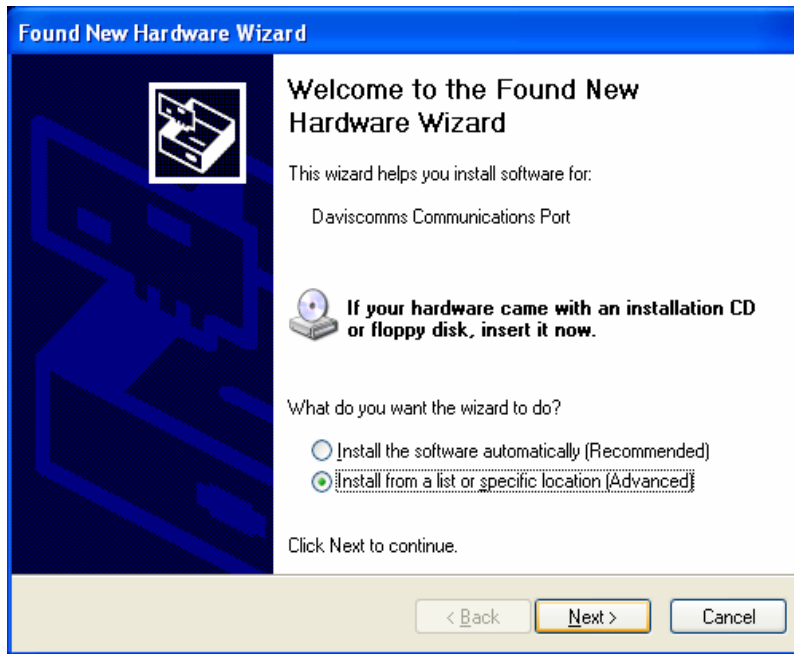 Found New Hardware Wizard
Welcome to the Found New
Hardware Wizard
This wizard helps you install software for:
Daviscomms Communications Port
If your hardware came with an installation CD
or floppy disk, insert it now.
What do you want the wizard to do?
Install the software automatically (Recommended)
Install from a list or specific location (Advanced)
Click Next to continue.
< Back Next > Cancel